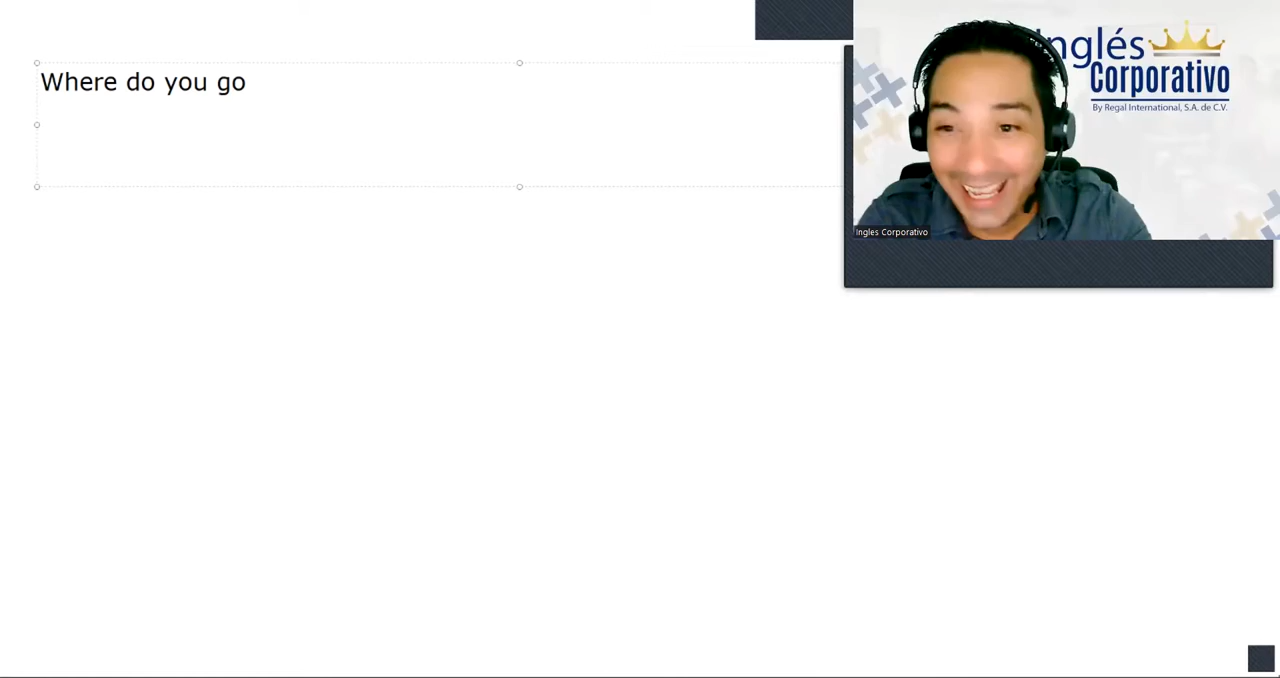 Where do you go
Inglés
Corporativo
By Regal International, S.A. de C.V.
Ingles Corporativo